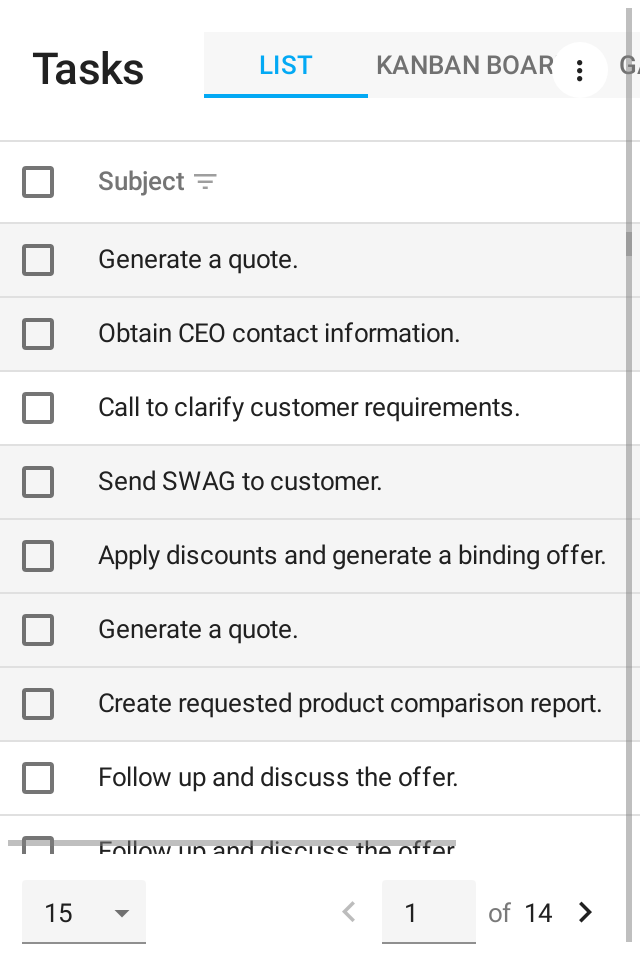 Tasks
LIST
KANBAN BOAR
Subject
Generate a quote.
Obtain CEO contact information.
Call to clarify customer requirements.
Send SWAG to customer.
Apply discounts and generate a binding offer.
Generate a quote.
Create requested product comparison report.
Follow up and discuss the offer.
Follow up and discuss the offer
15
1
of 14